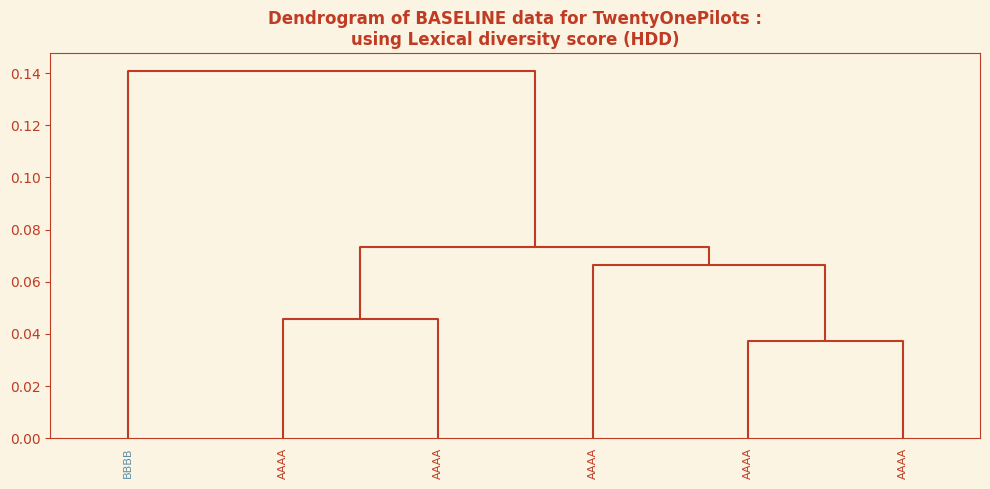 Dendrogram of BASELINE data for TwentyOnePilots :
using Lexical diversity score (HDD)
0.14
0.12
0.10
0.08
0.06
0.04
0.02
0.00
BBBB
AAAA
AAAA
AAAA
AAAA
AAAA